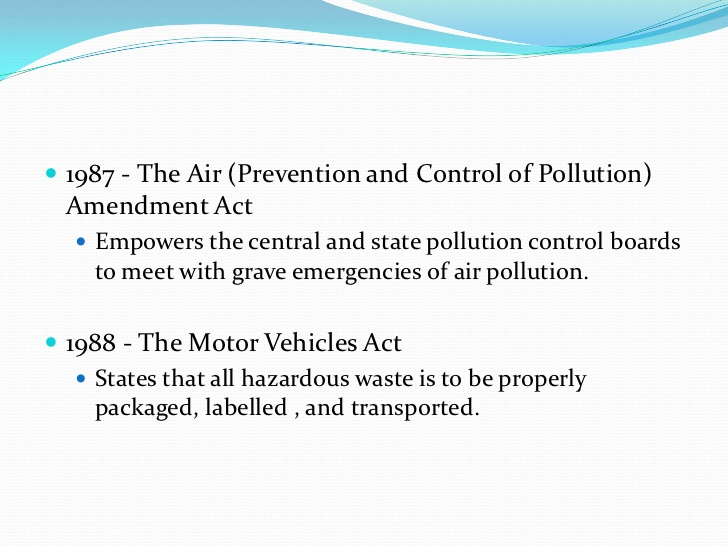 1987 - The Air (Prevention and Control of Pollution)
Amendment Act
Empowers the central and state pollution control boards
to meet with grave emergencies of air pollution.
1988 - The Motor Vehicles Act
States that all hazardous waste is to be properly
packaged, labelled , and transported.